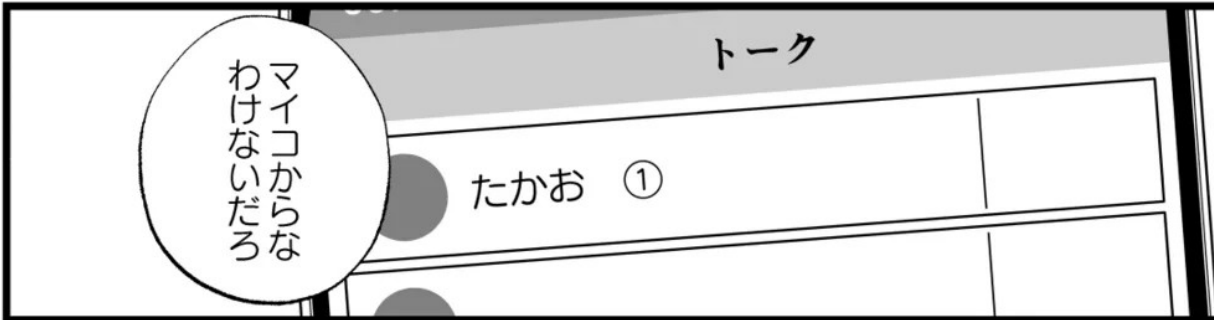 トーク
マイコからな
わけないだろ
たかお ①